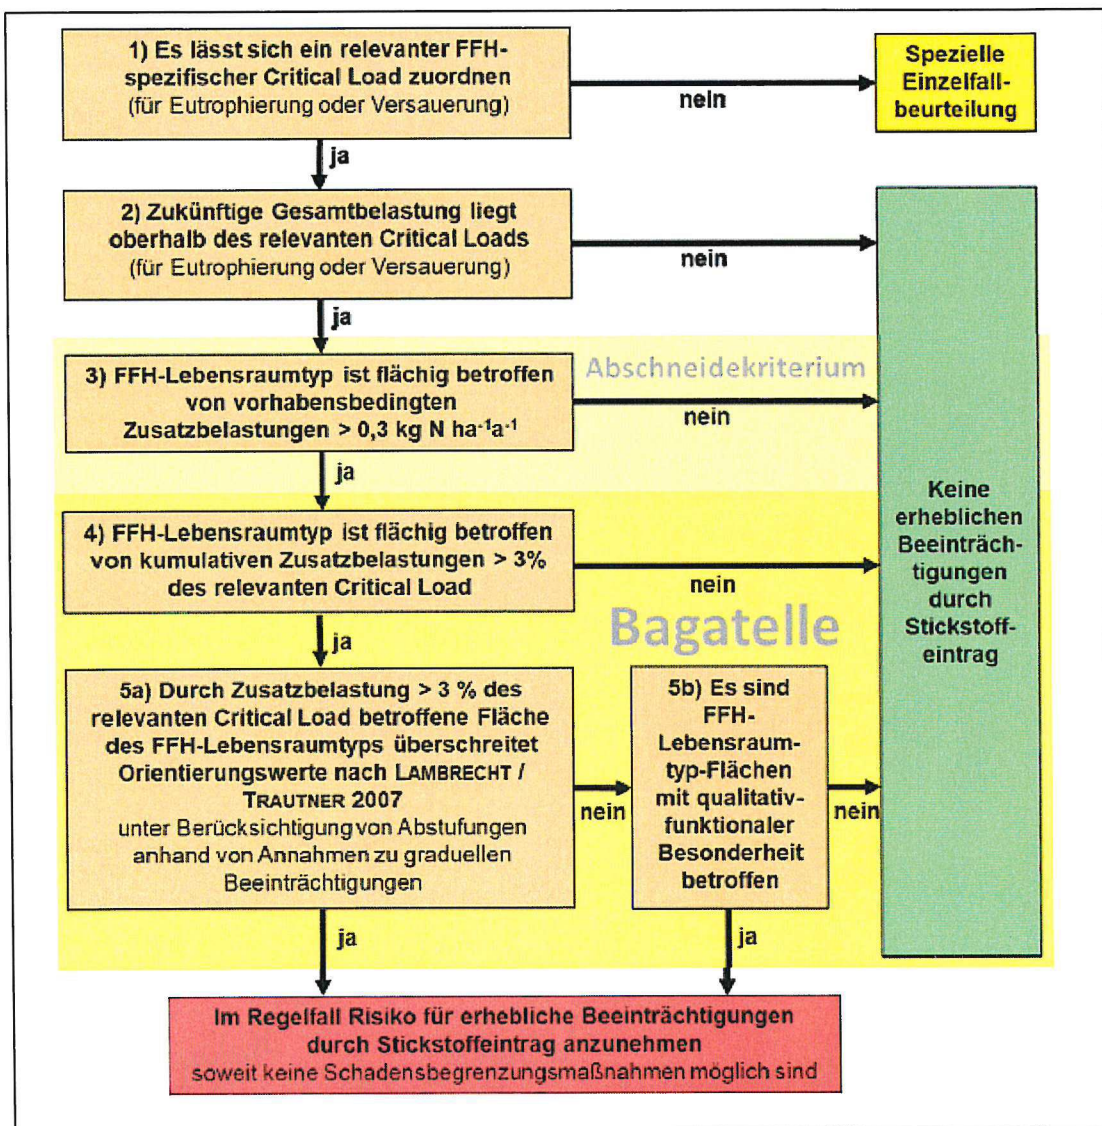 1) Es lässt sich ein relevanter FFH-
spezifischer Critical Load zuordnen
(für Eutrophierung oder Versauerung)
nein
Spezielle
Einzelfall-
beurteilung
ja
2) Zukünftige Gesamtbelastung liegt
oberhalb des relevanten Critical Loads
(für Eutrophierung oder Versauerung)
nein
ja
Abschneidekriterium
3) FFH-Lebensraumtyp ist flächig betroffen
von vorhabensbedingten
Zusatzbelastungen > 0,3 kg N ha⁻¹a⁻¹
nein
ja
4) FFH-Lebensraumtyp ist flächig betroffen
von kumulativen Zusatzbelastungen > 3%
des relevanten Critical Load
nein
Keine
erheblichen
Beeinträch-
tigungen
durch
Stickstoff-
eintrag
Bagatelle
ja
5a) Durch Zusatzbelastung > 3 % des
relevanten Critical Load betroffene Fläche
des FFH-Lebensraumtyps überschreitet
Orientierungswerte nach LAMBRECHT /
TRAUTNER 2007
unter Berücksichtigung von Abstufungen
anhand von Annahmen zu graduellen
Beeinträchtigungen
nein
5b) Es sind
FFH-
Lebensraum-
typ-Flächen
mit qualitativ-
funktionaler
Besonderheit
betroffen
nein
ja
ja
Im Regelfall Risiko für erhebliche Beeinträchtigungen
durch Stickstoffeintrag anzunehmen
soweit keine Schadensbegrenzungsmaßnahmen möglich sind